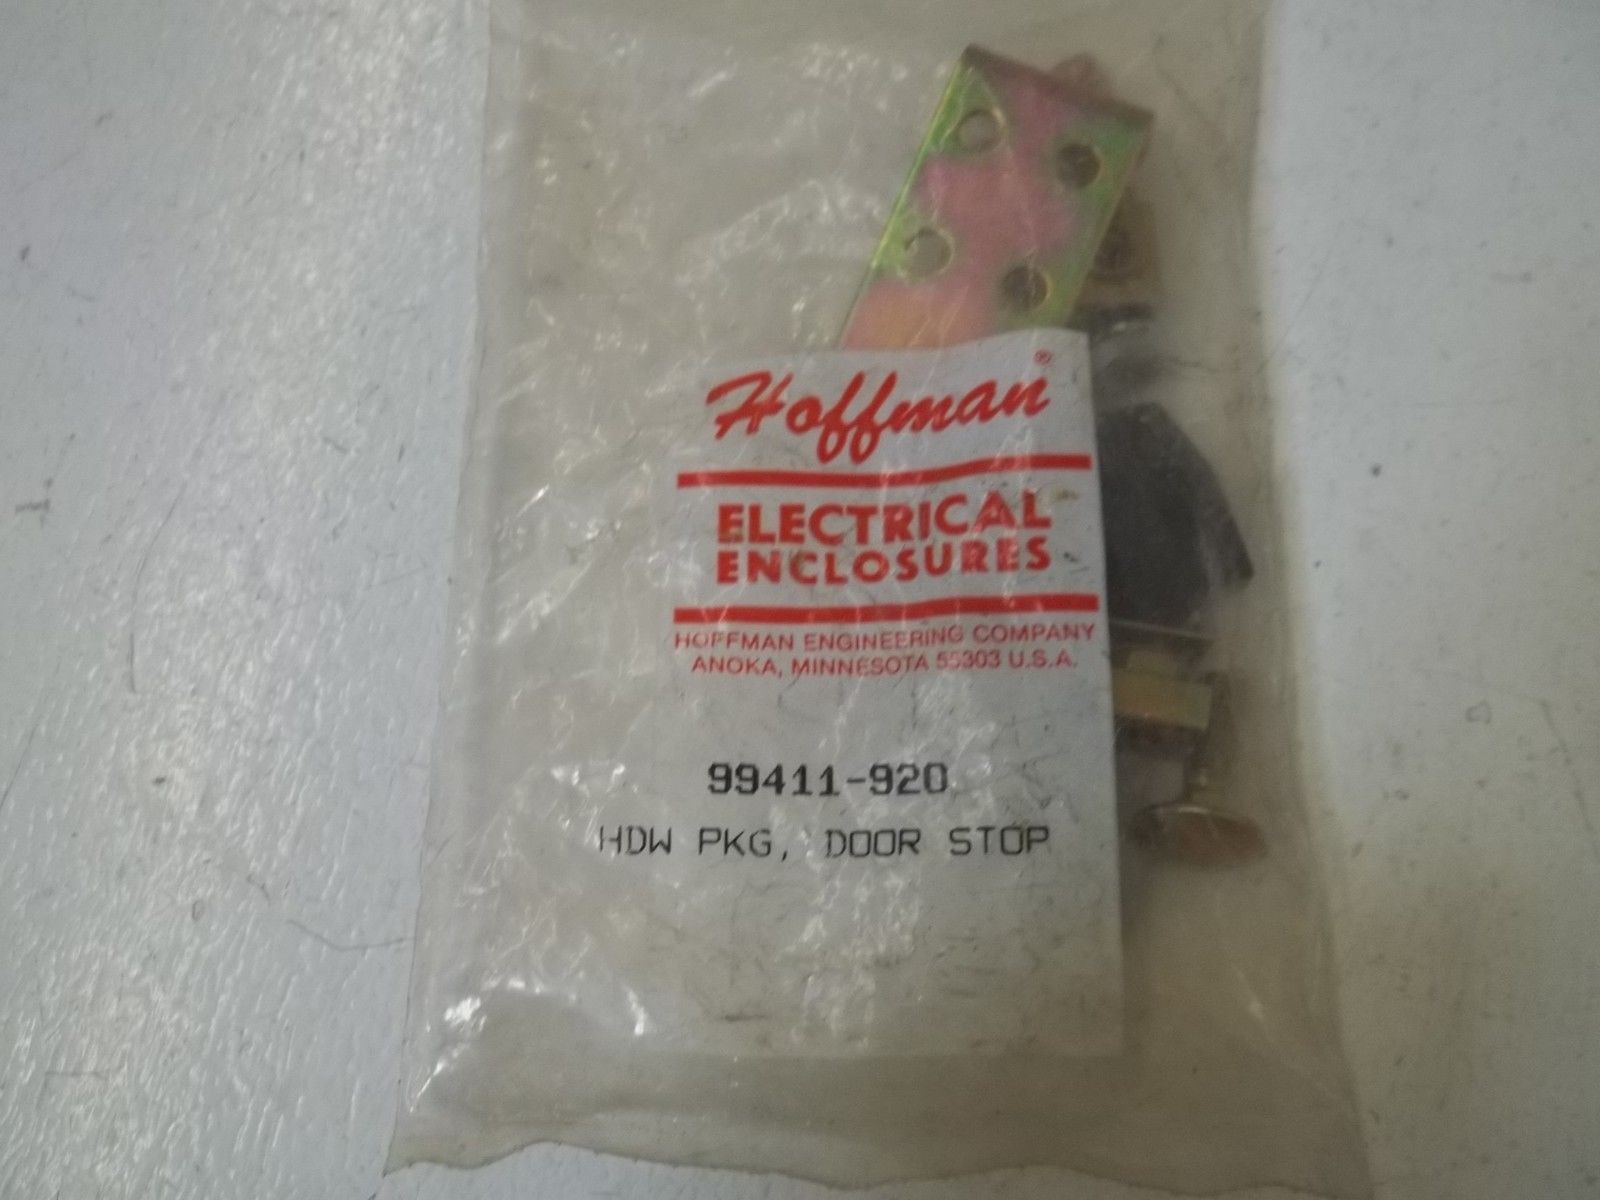 Hoffman®
ELECTRICAL
ENCLOSURES
HOFFMAN ENGINEERING COMPANY
ANOKA, MINNESOTA 55303 U.S.A.
99411-920
HDW PKG, DOOR STOP